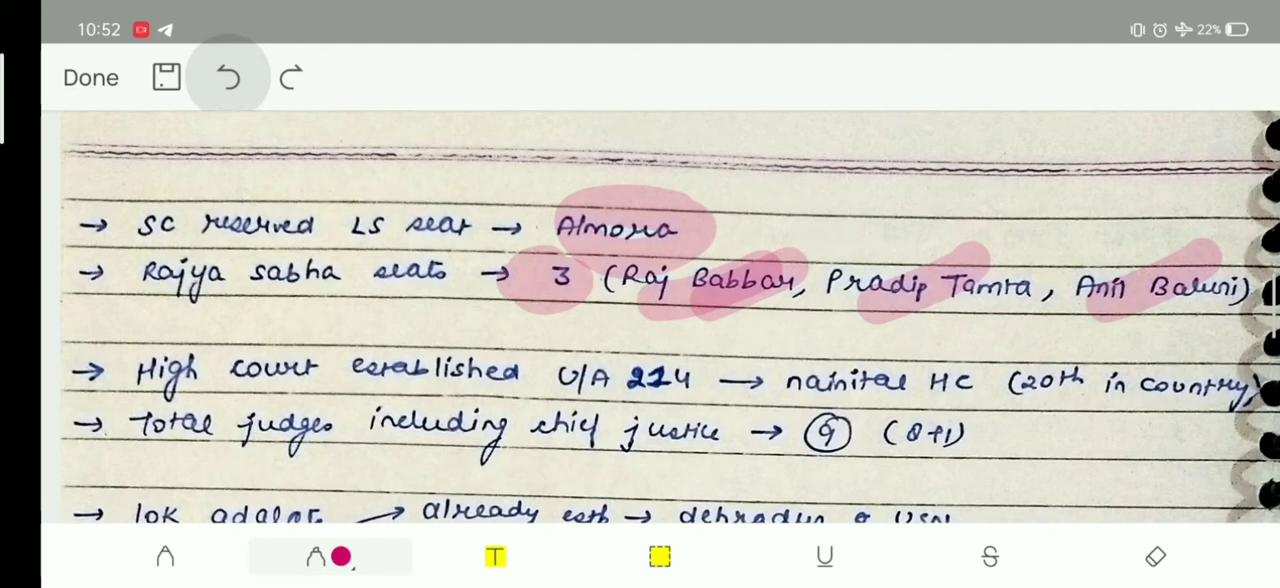 10:52 22%
Done
→ SC reserved LS seat → Almora
→ Rajya sabha seats → 3 (Raj Babbar, Pradip Tamta, Anil Baluni)
→ High court established U/A 214 → nainital HC (20th in country)
→ Total judges including chief justice → 9 (8+1)
→ lok adalat → already estb → dehradun & USN
T U S